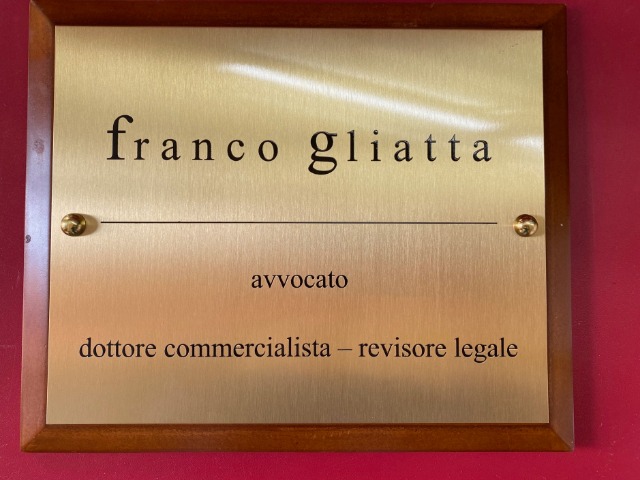 franco gliatta
avvocato
dottore commercialista – revisore legale